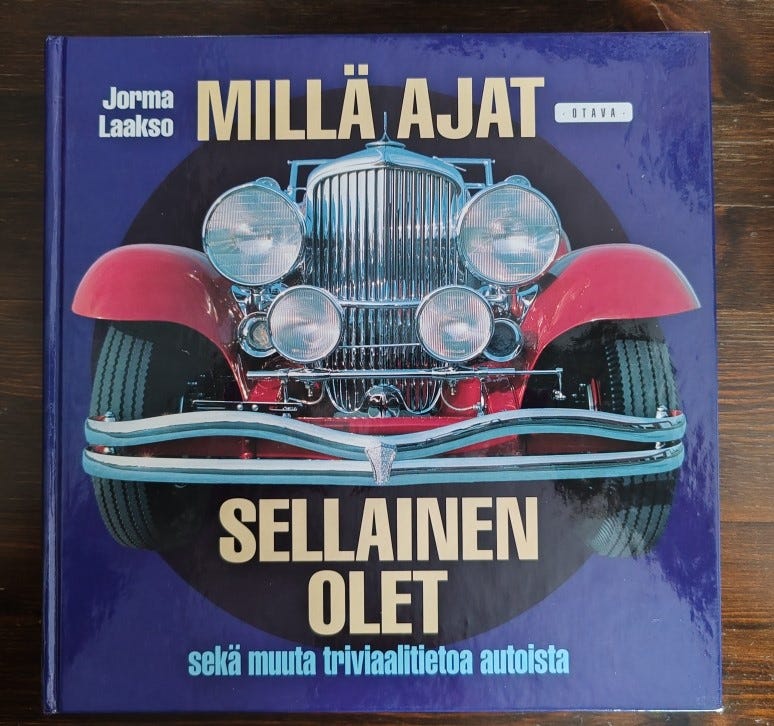 Jorma
Laakso
MILLÄ AJAT
· OTAVA ·
SELLAINEN
OLET
sekä muuta triviaalitietoa autoista